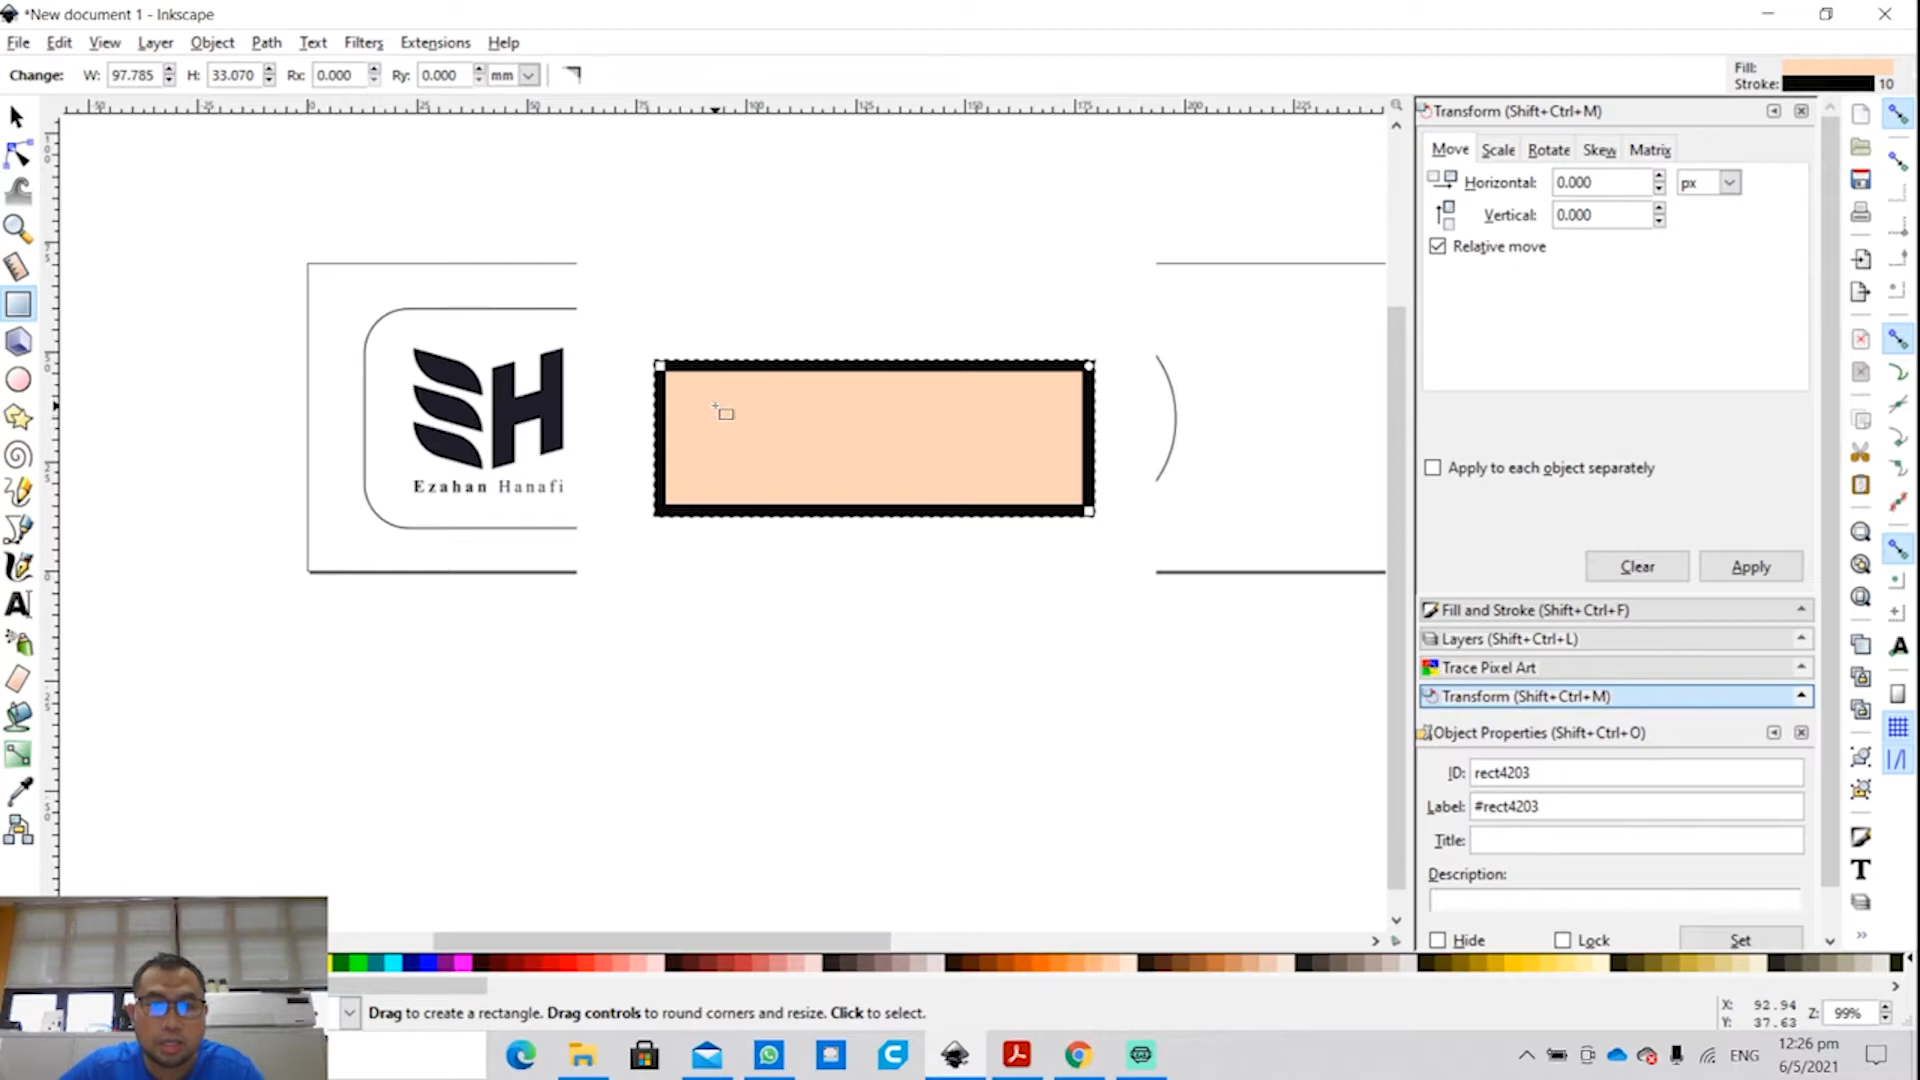 *New document 1 - Inkscape
File Edit View Layer Object Path Text Filters Extensions Help
Change: W: 97.785 H: 33.070 Rx: 0.000 Ry: 0.000 mm
Fill:
Stroke: 10
Transform (Shift+Ctrl+M)
Move Scale Rotate Skew Matrix
Horizontal: 0.000 px
Vertical: 0.000
Relative move
EH
Ezahan Hanafi
Apply to each object separately
Clear Apply
Fill and Stroke (Shift+Ctrl+F)
Layers (Shift+Ctrl+L)
Trace Pixel Art
Transform (Shift+Ctrl+M)
Object Properties (Shift+Ctrl+O)
ID: rect4203
Label: #rect4203
Title:
Description:
Hide Lock Set
Drag to create a rectangle. Drag controls to round corners and resize. Click to select.
X: 92.94
Y: 37.63
Z: 99%
ENG
12:26 pm
6/5/2021